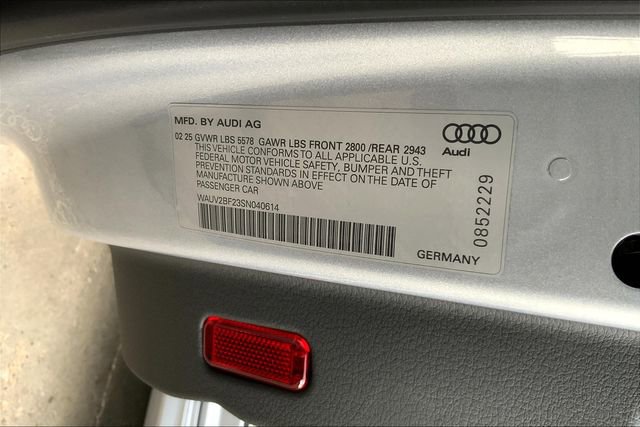 MFD. BY AUDI AG
02 25 GVWR LBS 5578 GAWR LBS FRONT 2800 /REAR 2943
THIS VEHICLE CONFORMS TO ALL APPLICABLE U.S.
FEDERAL MOTOR VEHICLE SAFETY, BUMPER AND THEFT
PREVENTION STANDARDS IN EFFECT ON THE DATE OF
MANUFACTURE SHOWN ABOVE
PASSENGER CAR
WAUV2BF23SN040614
Audi
0852229
GERMANY